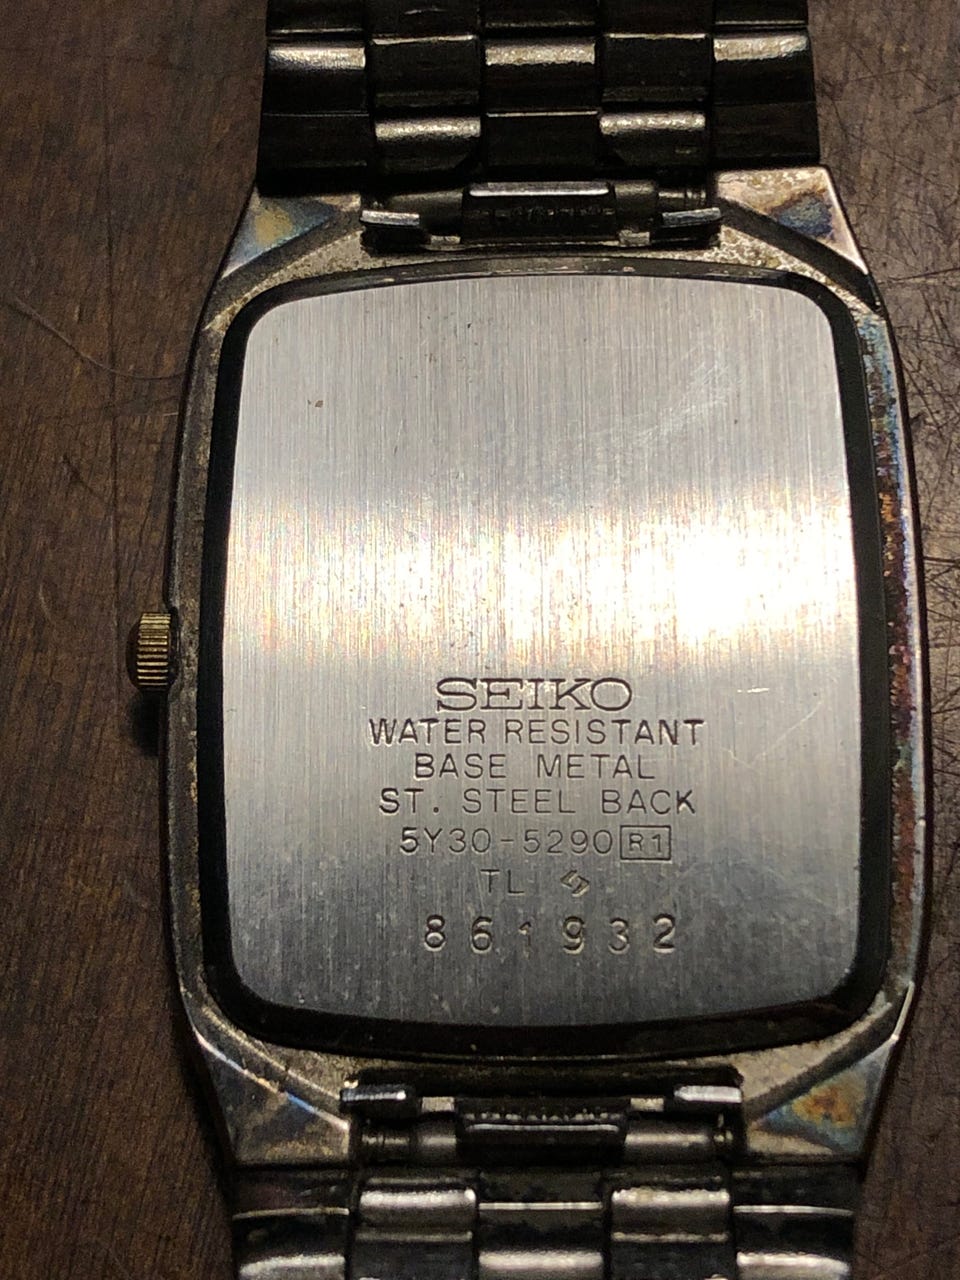 SEIKO
WATER RESISTANT
BASE METAL
ST. STEEL BACK
5Y30-5290 R1
TL
861932